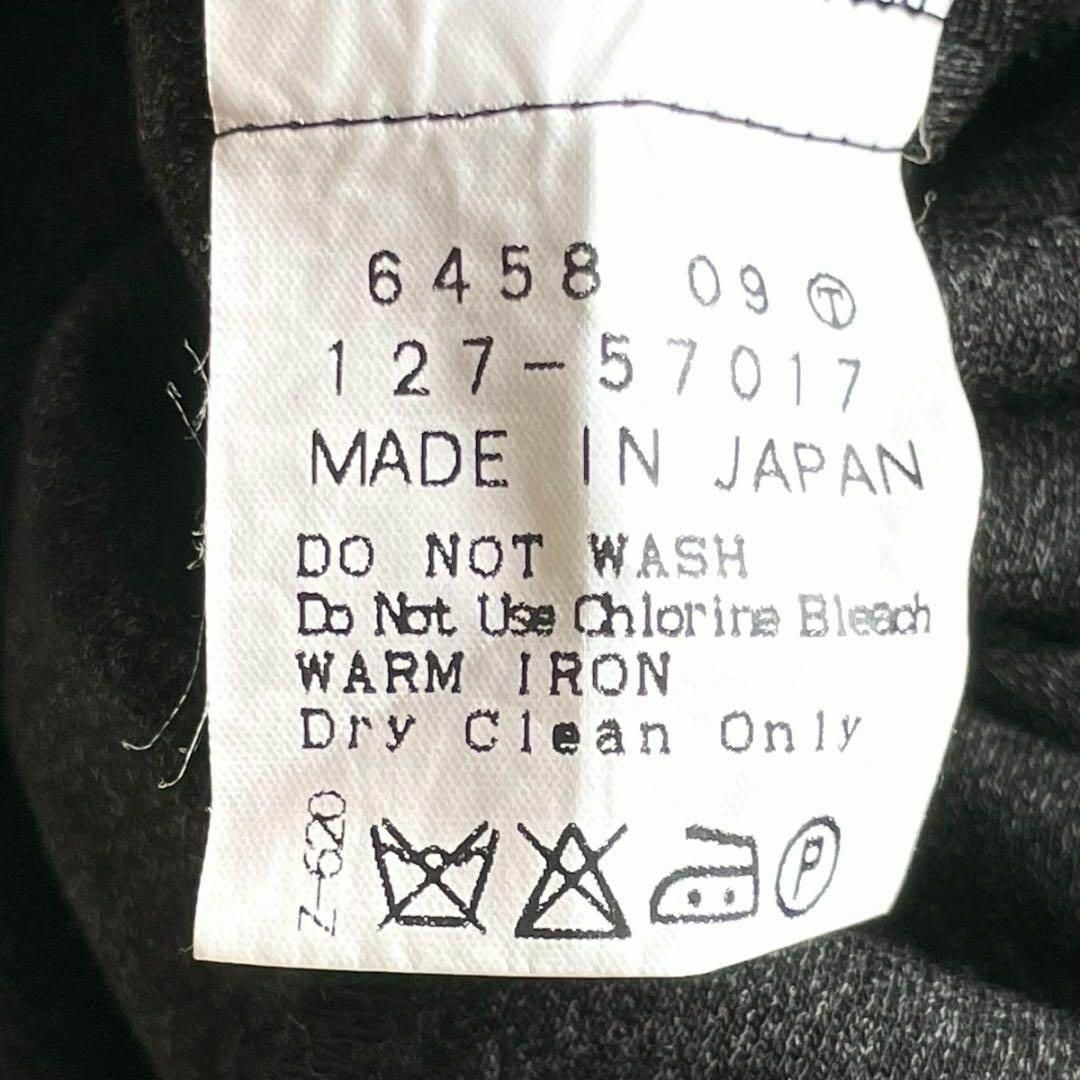 6458 09 Ⓣ
127-57017
MADE IN JAPAN
DO NOT WASH
Do Not Use Chlorine Bleach
WARM IRON
Dry Clean Only
Z-620
P